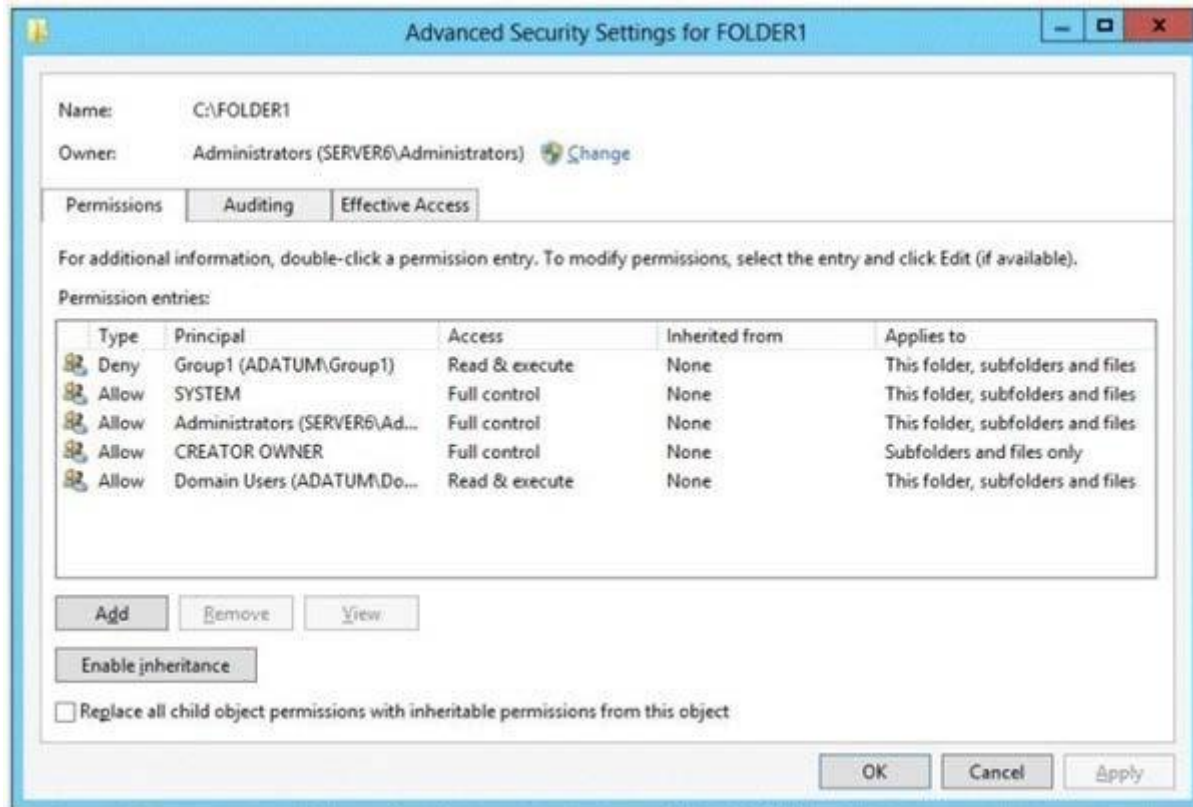 Advanced Security Settings for FOLDER1
Name: C:\FOLDER1
Owner: Administrators (SERVER6\Administrators) Change
Permissions Auditing Effective Access
For additional information, double-click a permission entry. To modify permissions, select the entry and click Edit (if available).
Permission entries:
Type Principal Access Inherited from Applies to
Deny Group1 (ADATUM\Group1) Read & execute None This folder, subfolders and files
Allow SYSTEM Full control None This folder, subfolders and files
Allow Administrators (SERVER6\Ad... Full control None This folder, subfolders and files
Allow CREATOR OWNER Full control None Subfolders and files only
Allow Domain Users (ADATUM\Do... Read & execute None This folder, subfolders and files
Add Remove View
Enable inheritance
Replace all child object permissions with inheritable permissions from this object
OK Cancel Apply